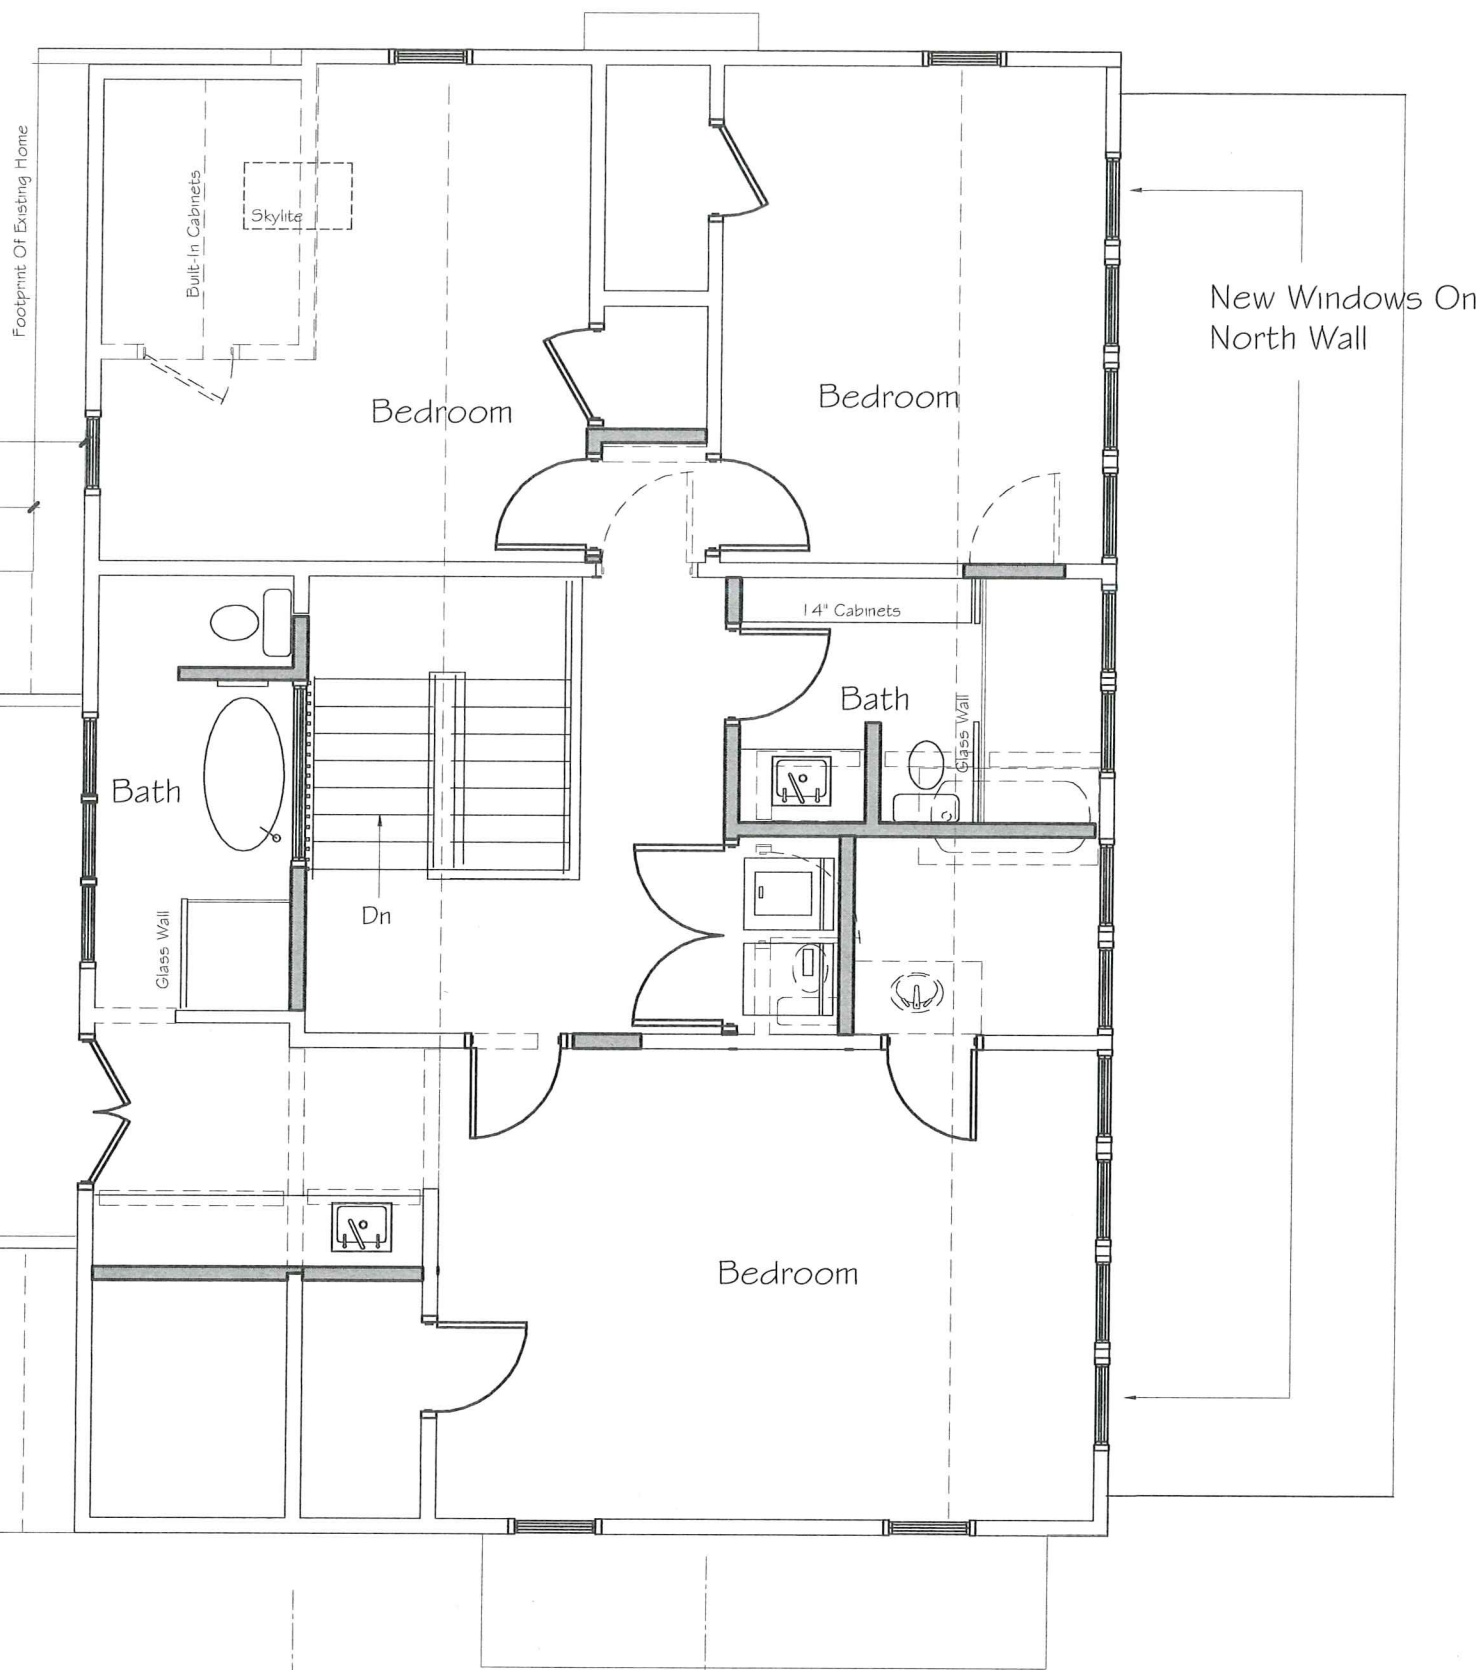 Footprint Of Existing Home
Built-In Cabinets
Skylite
New Windows On
North Wall
Bedroom
Bedroom
14" Cabinets
Bath
Glass Wall
Bath
Dn
Glass Wall
Bedroom